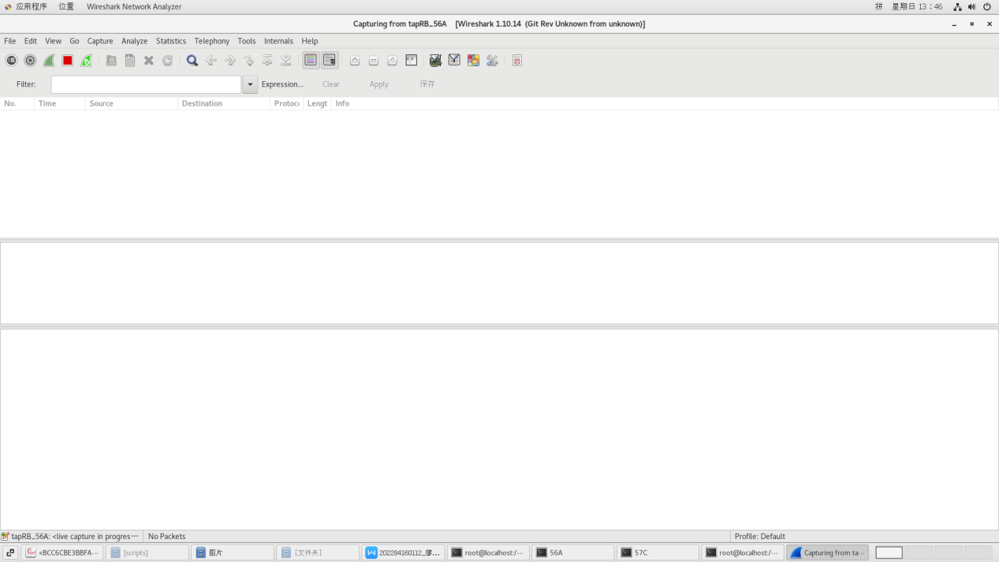 应用程序 位置 Wireshark Network Analyzer 拼 星期日 13：46
Capturing from tapRB_56A [Wireshark 1.10.14 (Git Rev Unknown from unknown)]
File Edit View Go Capture Analyze Statistics Telephony Tools Internals Help
Filter: Expression... Clear Apply 保存
No. Time Source Destination Protocc Lengt Info
tapRB_56A: <live capture in progres··· No Packets Profile: Default
<BCC6CBE3BBFA··· [scripts] 图片 [文件夹] 202284160112_廖... root@localhost:/··· 56A 57C root@localhost:/··· Capturing from ta···